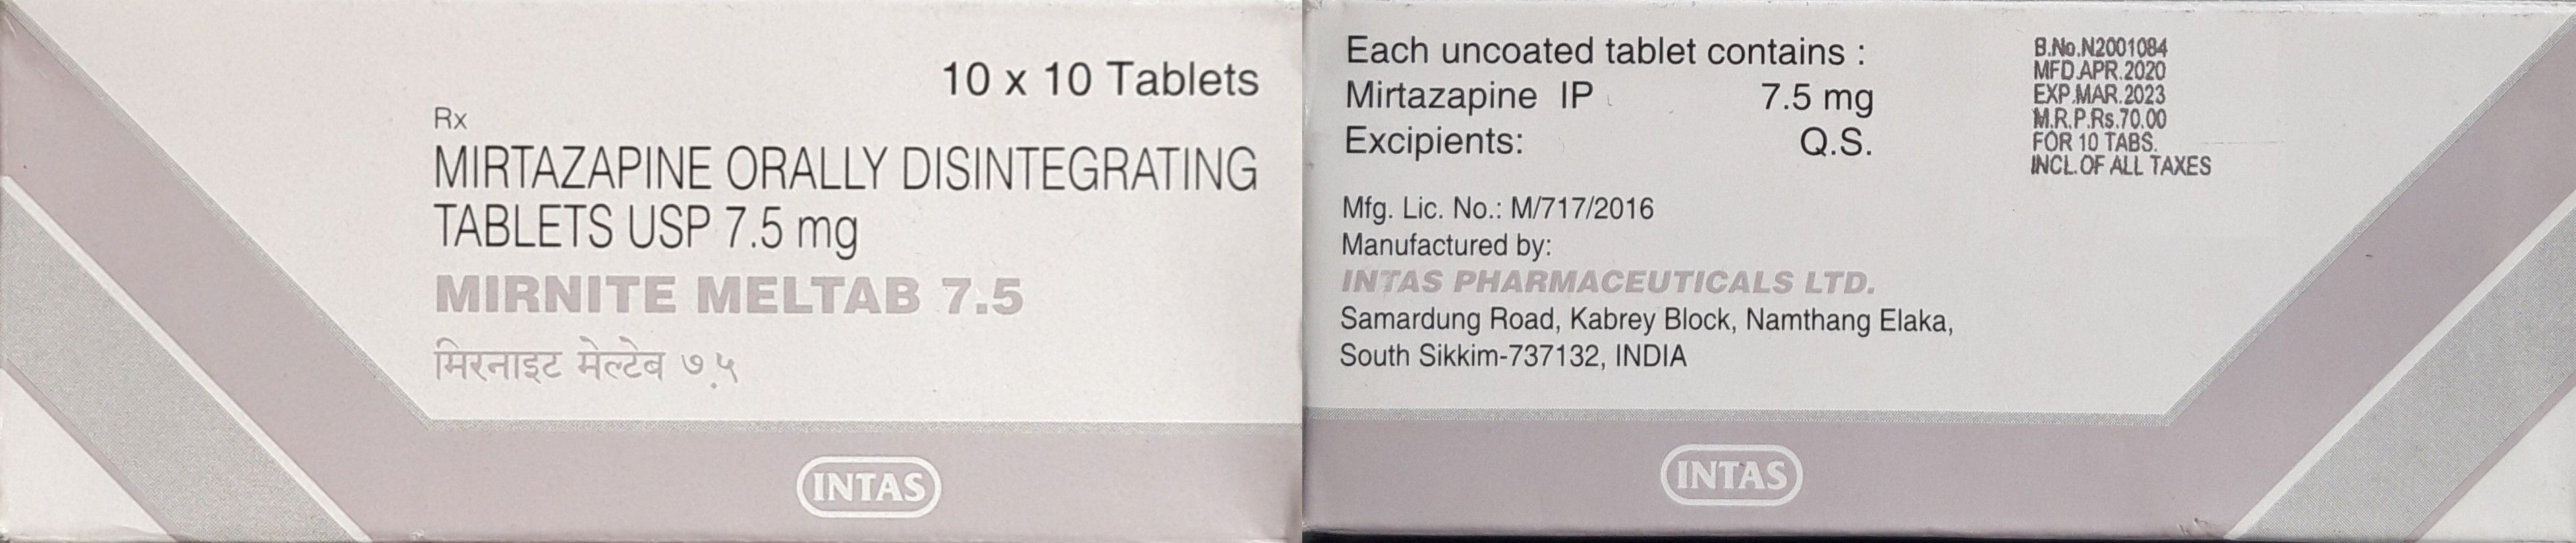 10 x 10 Tablets
Rx
MIRTAZAPINE ORALLY DISINTEGRATING
TABLETS USP 7.5 mg
MIRNITE MELTAB 7.5
मिरनाइट मेल्टेब ७.५
INTAS
Each uncoated tablet contains :
Mirtazapine IP 7.5 mg
Excipients: Q.S.
Mfg. Lic. No.: M/717/2016
Manufactured by:
INTAS PHARMACEUTICALS LTD.
Samardung Road, Kabrey Block, Namthang Elaka,
South Sikkim-737132, INDIA
B.No.N2001084
MFD.APR.2020
EXP.MAR.2023
M.R.P.Rs.70.00
FOR 10 TABS.
INCL.OF ALL TAXES
INTAS